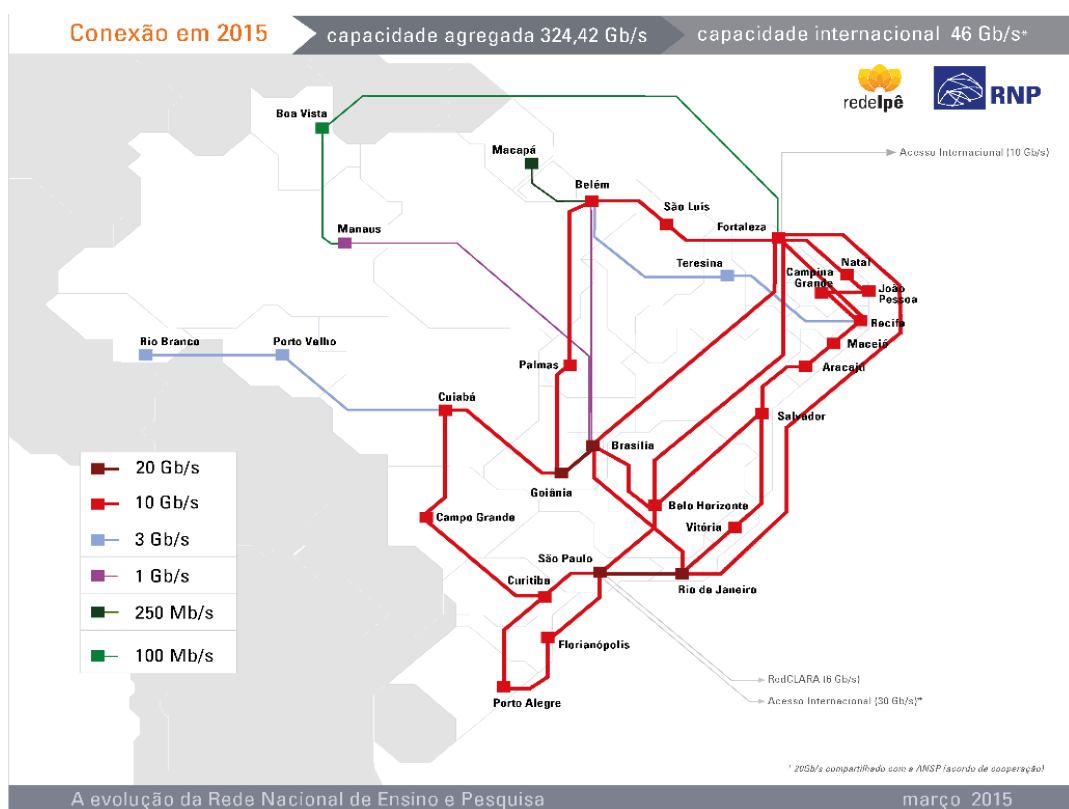 Conexão em 2015
capacidade agregada 324,42 Gb/s
capacidade internacional 46 Gb/s*
redeIpê
RNP
Boa Vista
Macapá
Acesso Internacional (10 Gb/s)
Belém
São Luís
Fortaleza
Manaus
Teresina
Natal
Campina
Grande
João
Pessoa
Recife
Rio Branco
Porto Velho
Maceió
Palmas
Aracaju
Cuiabá
Salvador
Brasília
20 Gb/s
Goiânia
10 Gb/s
Belo Horizonte
Campo Grande
Vitória
3 Gb/s
São Paulo
1 Gb/s
Curitiba
Rio de Janeiro
250 Mb/s
Florianópolis
100 Mb/s
RedCLARA (6 Gb/s)
Porto Alegre
Acesso Internacional (30 Gb/s)*
* 20Gb/s compartilhado com a ANSP (acordo de cooperação)
A evolução da Rede Nacional de Ensino e Pesquisa
março 2015